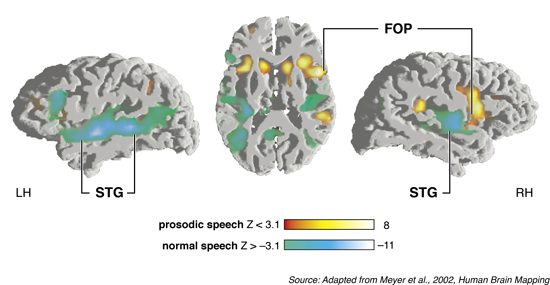 FOP
LH
STG
STG
RH
prosodic speech Z < 3.1 8
normal speech Z > –3.1 –11
Source: Adapted from Meyer et al., 2002, Human Brain Mapping